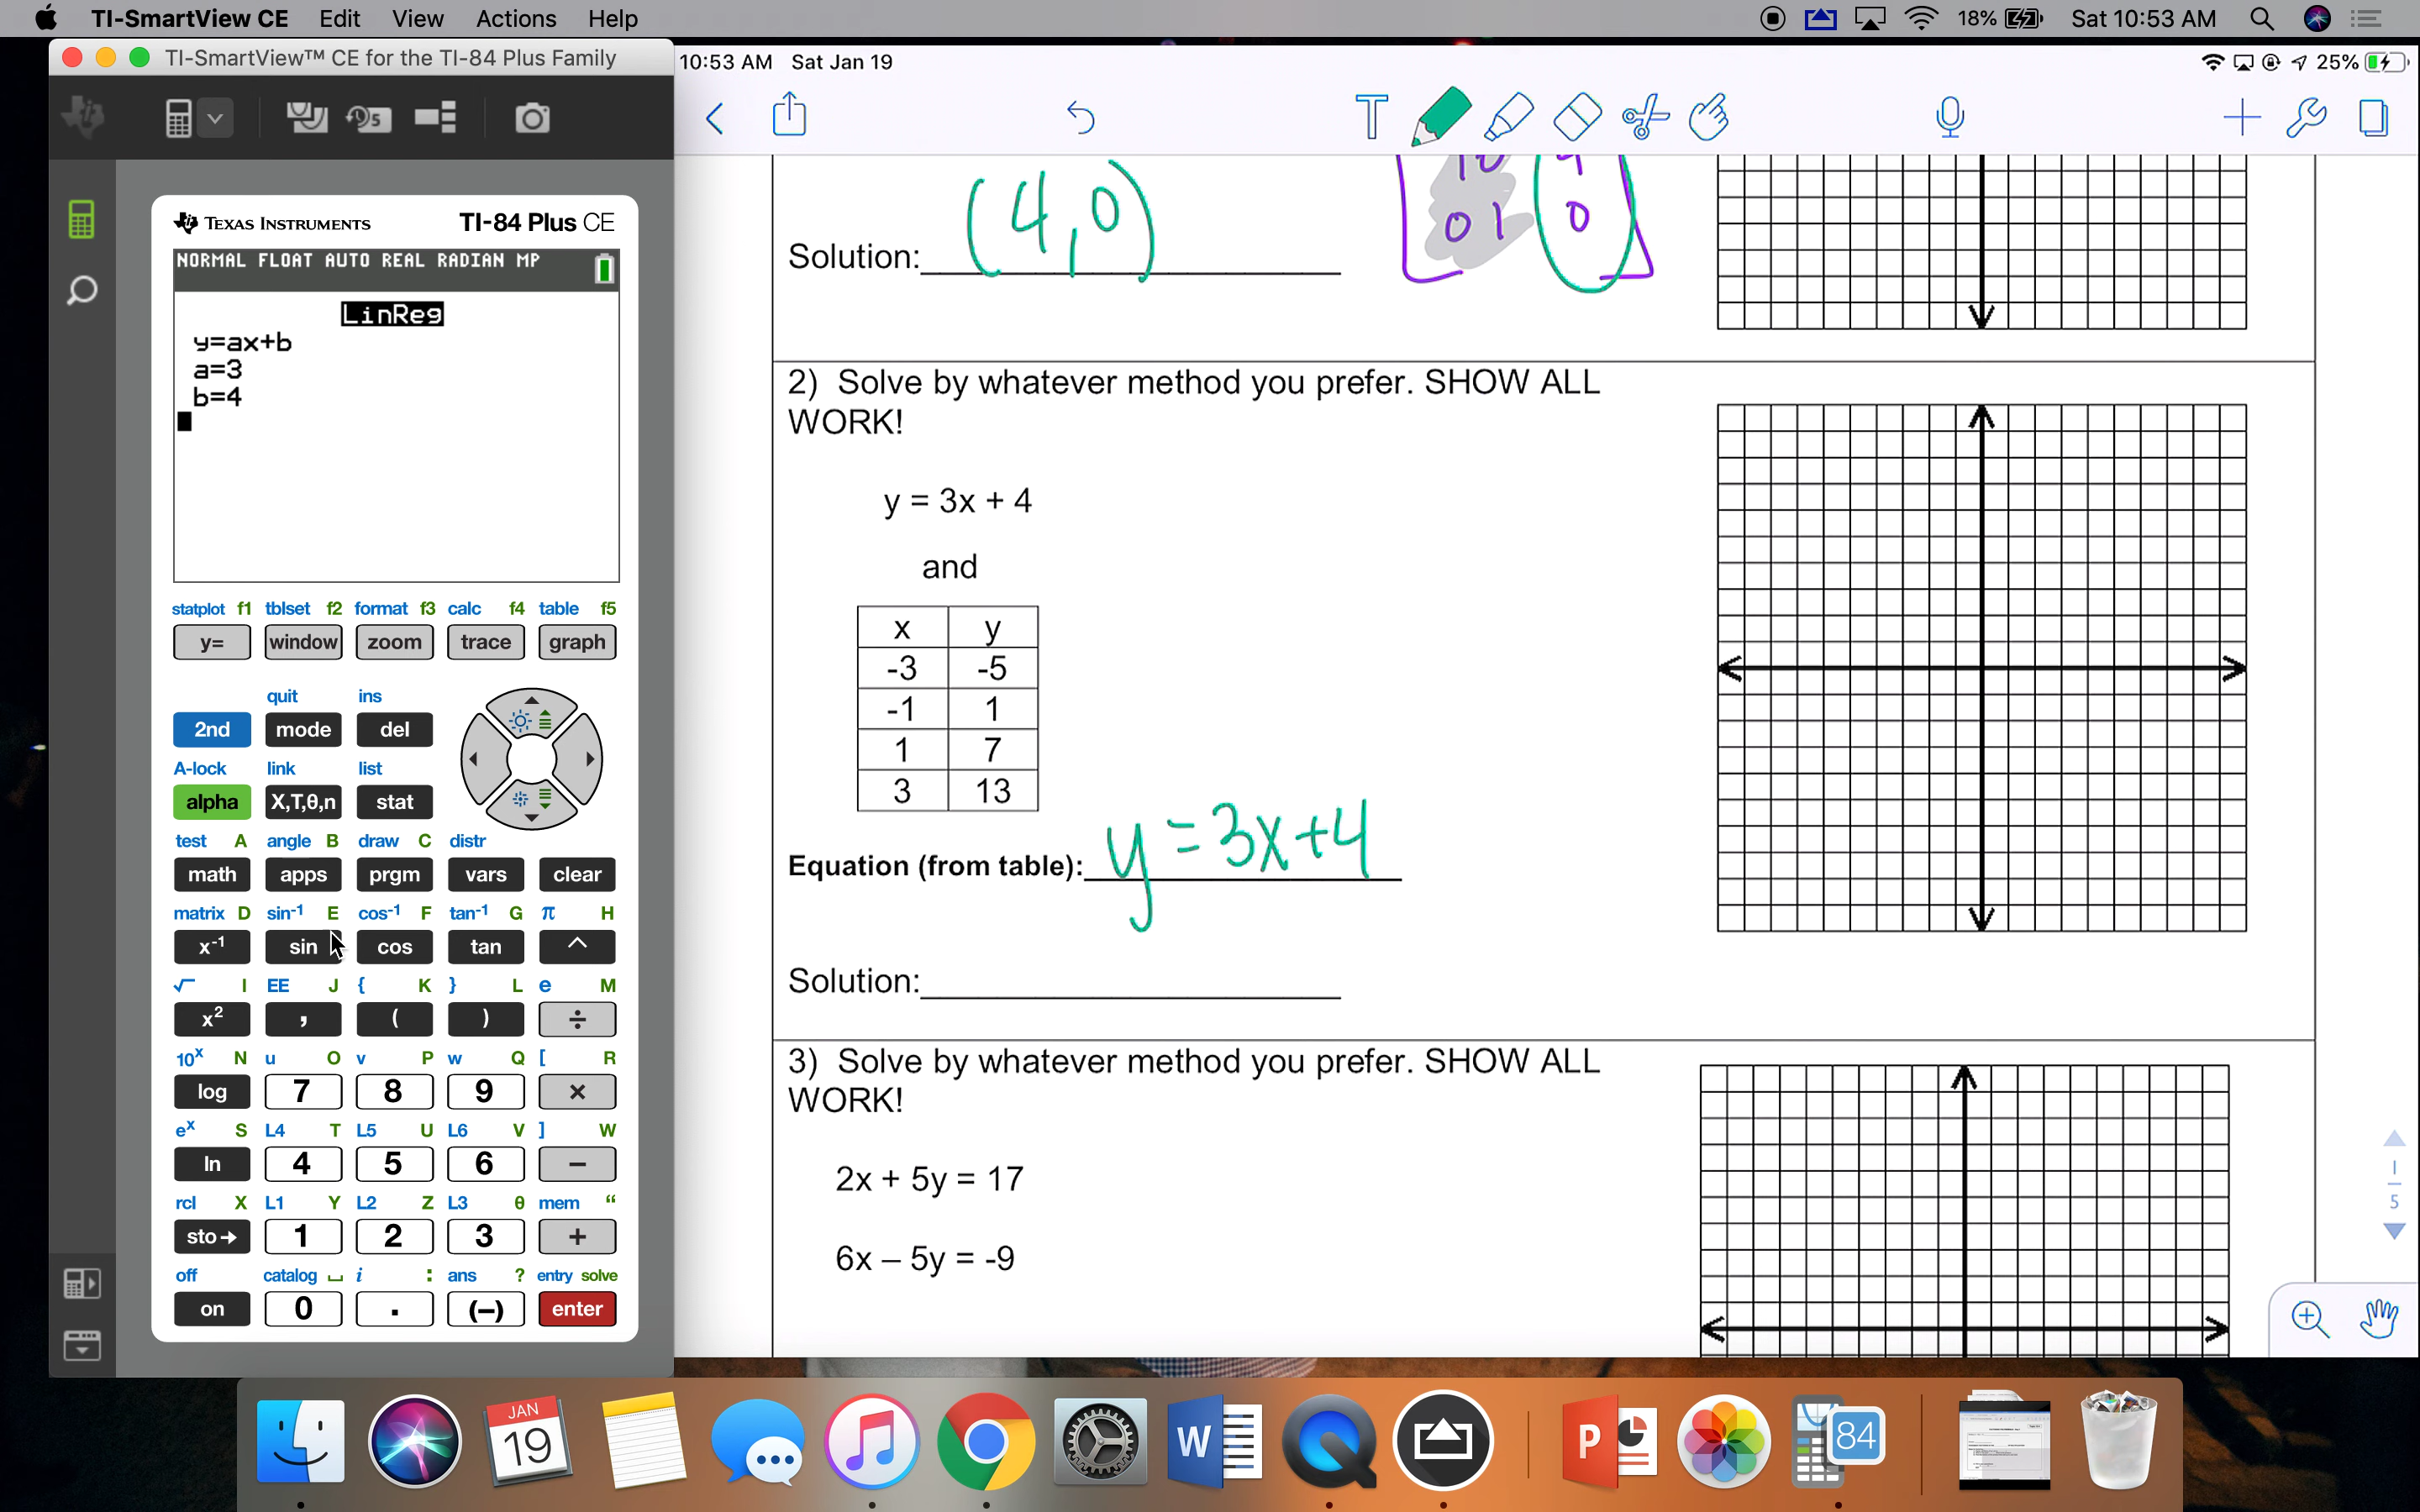 TI-SmartView CE Edit View Actions Help 18% Sat 10:53 AM
TI-SmartView™ CE for the TI-84 Plus Family
10:53 AM Sat Jan 19 25%
TEXAS INSTRUMENTS TI-84 Plus CE
NORMAL FLOAT AUTO REAL RADIAN MP
LinReg
y=ax+b
a=3
b=4
statplot f1 tblset f2 format f3 calc f4 table f5
y= window zoom trace graph
quit ins
2nd mode del
A-lock link list
alpha X,T,θ,n stat
test A angle B draw C distr
math apps prgm vars clear
matrix D sin⁻¹ E cos⁻¹ F tan⁻¹ G π H
x⁻¹ sin cos tan ^
√ I EE J { K } L e M
x² , ( ) ÷
10ˣ N u O v P w Q [ R
log 7 8 9 ×
eˣ S L4 T L5 U L6 V ] W
ln 4 5 6 −
rcl X L1 Y L2 Z L3 θ mem “
sto→ 1 2 3 +
off catalog i : ans ? entry solve
on 0 . (−) enter
T
0 1 0
Solution: (4,0)
2) Solve by whatever method you prefer. SHOW ALL
WORK!
y = 3x + 4
and
x y
-3 -5
-1 1
1 7
3 13
Equation (from table): y=3x+4
Solution:
3) Solve by whatever method you prefer. SHOW ALL
WORK!
2x + 5y = 17
6x – 5y = -9
1
5
JAN
19
W
P
84